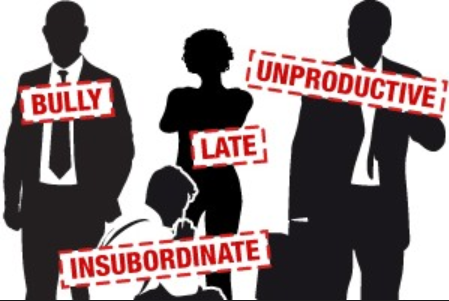 BULLY
UNPRODUCTIVE
LATE
INSUBORDINATE